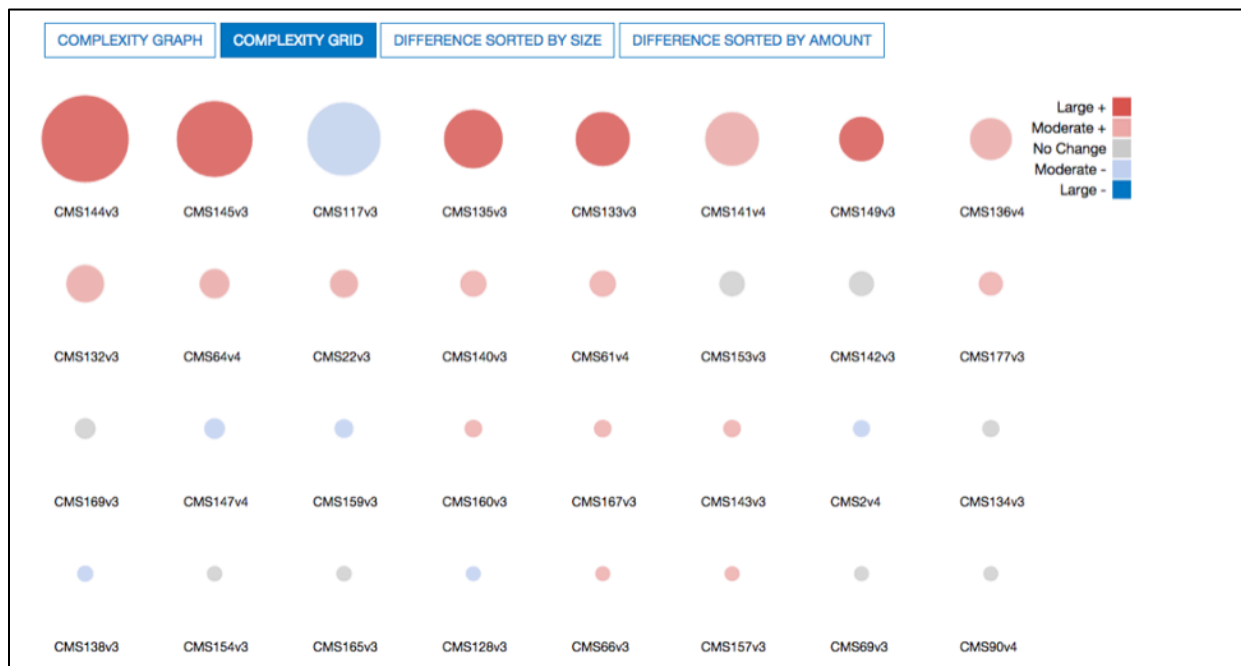 COMPLEXITY GRAPH COMPLEXITY GRID DIFFERENCE SORTED BY SIZE DIFFERENCE SORTED BY AMOUNT
Large +
Moderate +
No Change
Moderate -
Large -
CMS144v3 CMS145v3 CMS117v3 CMS135v3 CMS133v3 CMS141v4 CMS149v3 CMS136v4
CMS132v3 CMS64v4 CMS22v3 CMS140v3 CMS61v4 CMS153v3 CMS142v3 CMS177v3
CMS169v3 CMS147v4 CMS159v3 CMS160v3 CMS167v3 CMS143v3 CMS2v4 CMS134v3
CMS138v3 CMS154v3 CMS165v3 CMS128v3 CMS66v3 CMS157v3 CMS69v3 CMS90v4